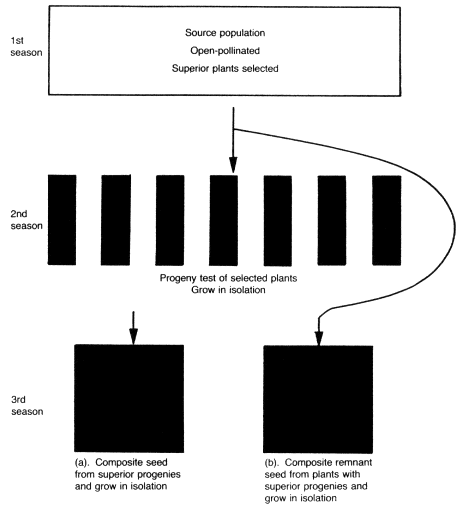 1st
season
Source population
Open-pollinated
Superior plants selected
2nd
season
Progeny test of selected plants
Grow in isolation
3rd
season
(a). Composite seed
from superior progenies
and grow in isolation
(b). Composite remnant
seed from plants with
superior progenies and
grow in isolation